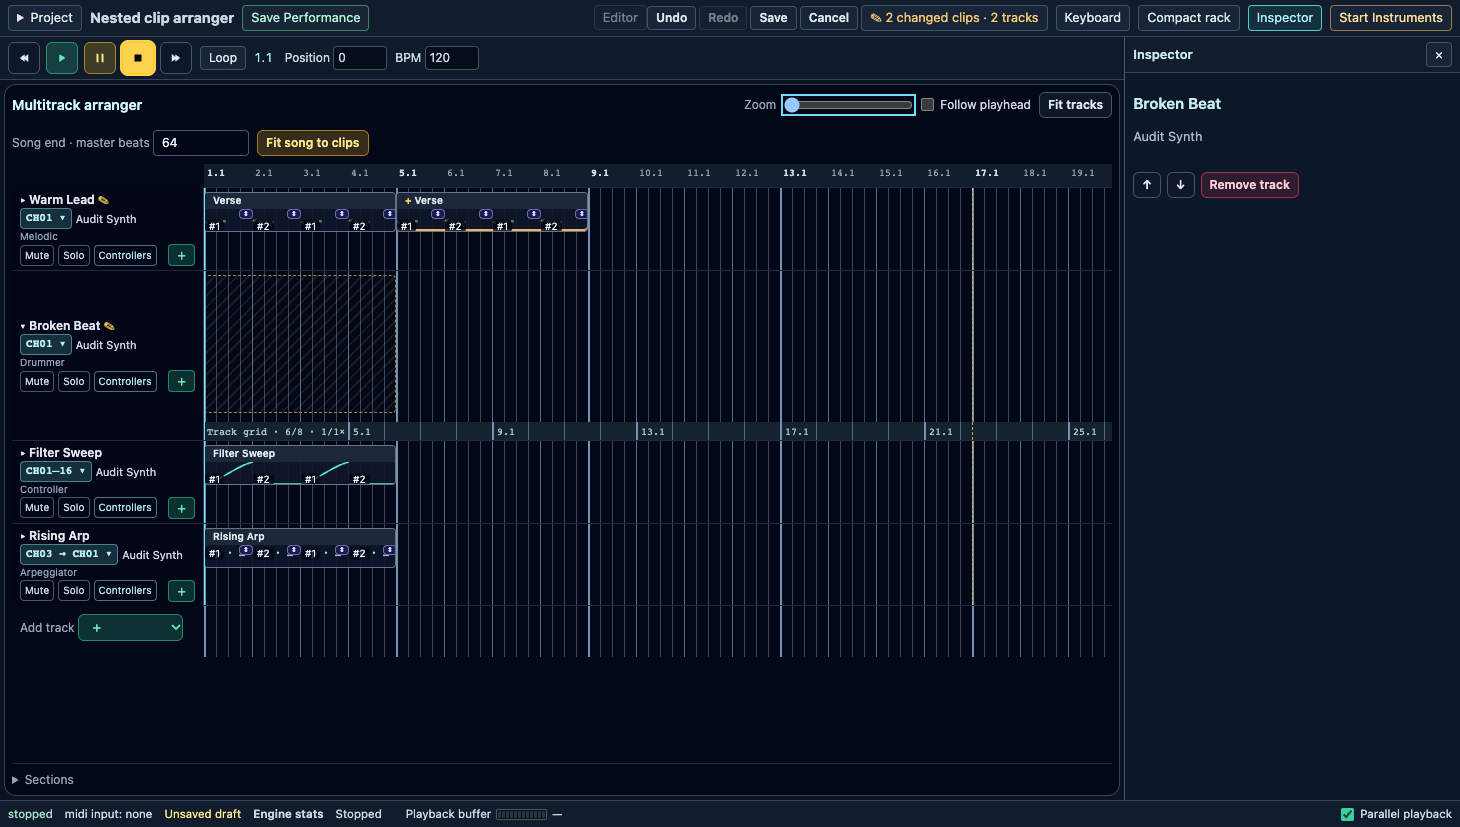 ▶ Project Nested clip arranger Save Performance Editor Undo Redo Save Cancel ✎ 2 changed clips · 2 tracks Keyboard Compact rack Inspector Start Instruments
Loop 1.1 Position 0 BPM 120
Inspector ×
Multitrack arranger Zoom Follow playhead Fit tracks
Broken Beat
Audit Synth
Song end · master beats 64 Fit song to clips
↑ ↓ Remove track
1.1 2.1 3.1 4.1 5.1 6.1 7.1 8.1 9.1 10.1 11.1 12.1 13.1 14.1 15.1 16.1 17.1 18.1 19.1
▸ Warm Lead ✎
CH01 ▾ Audit Synth
Melodic
Mute Solo Controllers +
Verse
#1 #2 #1 #2
+ Verse
#1 #2 #1 #2
▾ Broken Beat ✎
CH01 ▾ Audit Synth
Drummer
Mute Solo Controllers +
Track grid · 6/8 · 1/1× 5.1 9.1 13.1 17.1 21.1 25.1
▸ Filter Sweep
CH01–16 ▾ Audit Synth
Controller
Mute Solo Controllers +
Filter Sweep
#1 #2 #1 #2
▸ Rising Arp
CH03 → CH01 ▾ Audit Synth
Arpeggiator
Mute Solo Controllers +
Rising Arp
#1 #2 #1 #2
Add track +
▶ Sections
stopped midi input: none Unsaved draft Engine stats Stopped Playback buffer — Parallel playback